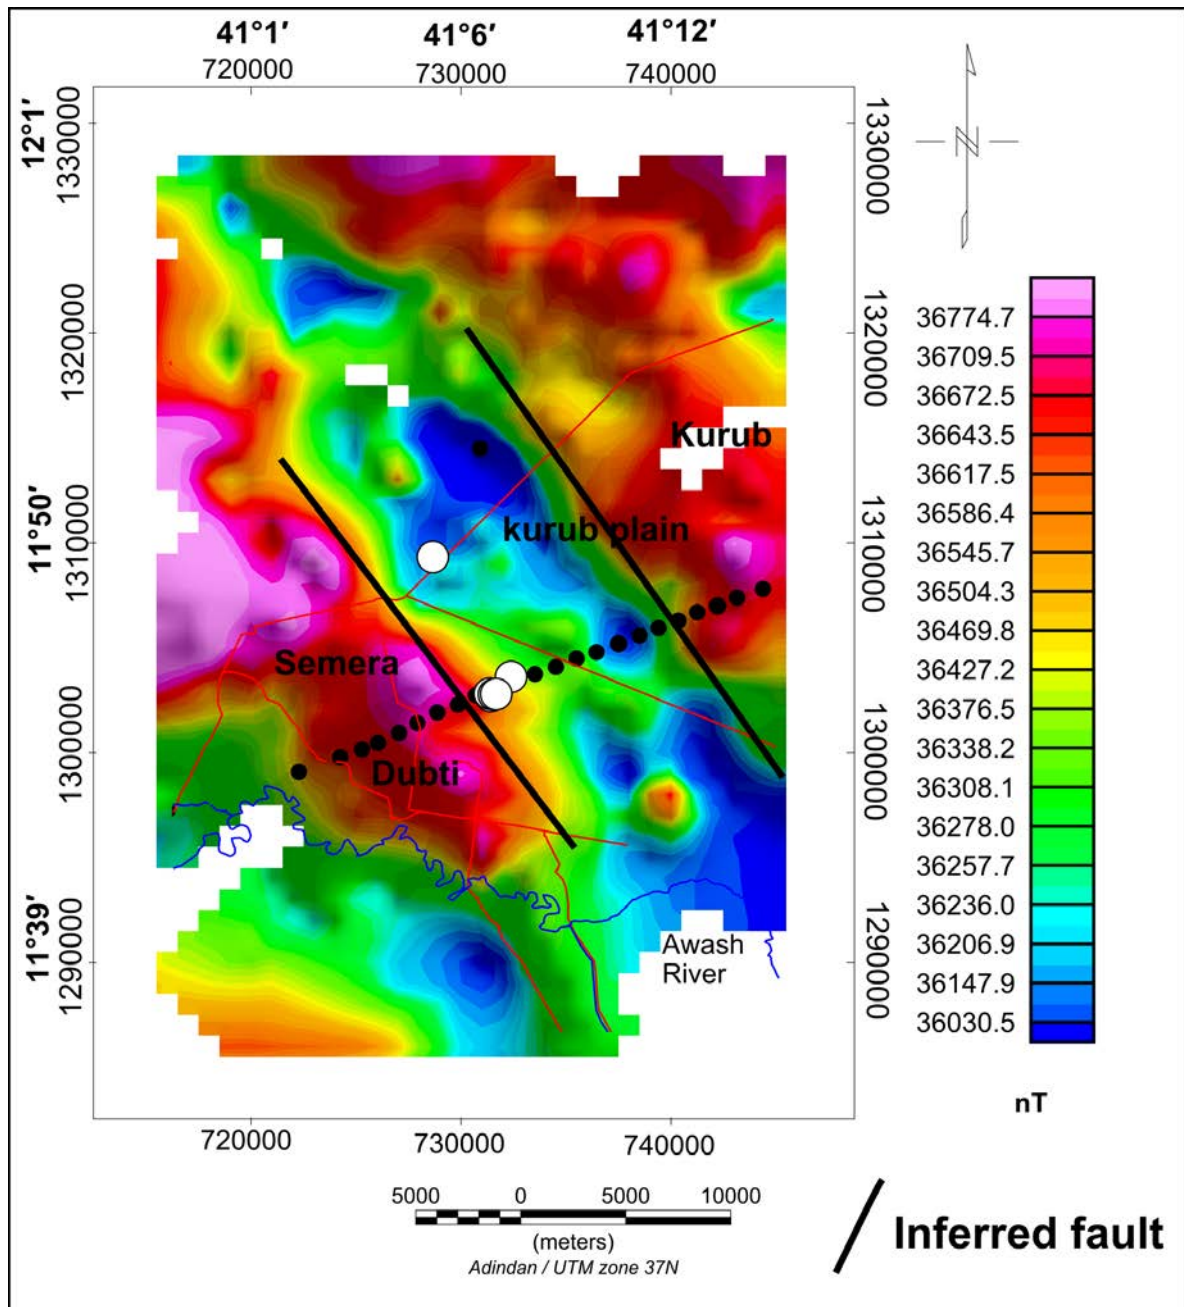 41°1′ 41°6′ 41°12′
720000 730000 740000
12°1′
1330000
1330000
N
1320000
1320000
36774.7
36709.5
36672.5
36643.5
36617.5
36586.4
36545.7
36504.3
36469.8
36427.2
36376.5
36338.2
36308.1
36278.0
36257.7
36236.0
36206.9
36147.9
36030.5
nT
Kurub
11°50′
1310000
kurub plain
1310000
Semera
1300000
Dubti
1300000
11°39′
1290000
Awash
River
1290000
720000 730000 740000
5000 0 5000 10000
(meters)
Adindan / UTM zone 37N
Inferred fault